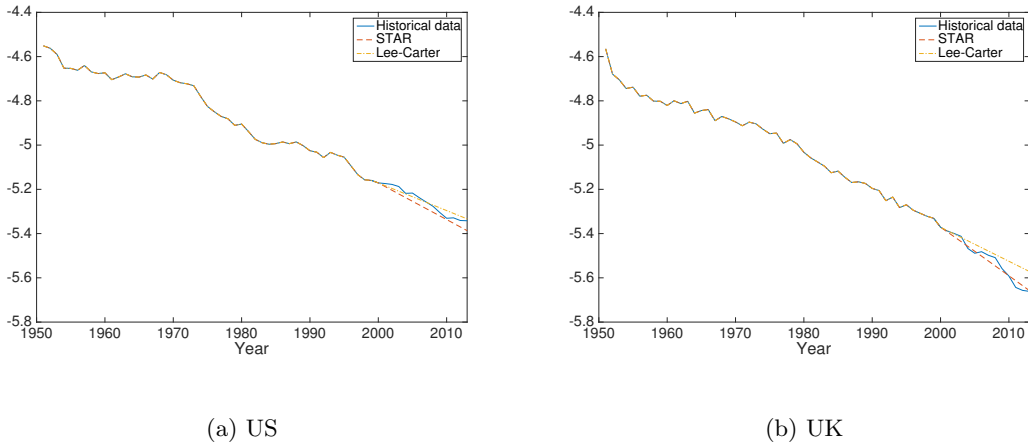 -4.4
-4.6
-4.8
-5
-5.2
-5.4
-5.6
-5.8
1950 1960 1970 1980 1990 2000 2010
Year
Historical data
STAR
Lee-Carter
(a) US
-4.4
-4.6
-4.8
-5
-5.2
-5.4
-5.6
-5.8
1950 1960 1970 1980 1990 2000 2010
Year
Historical data
STAR
Lee-Carter
(b) UK